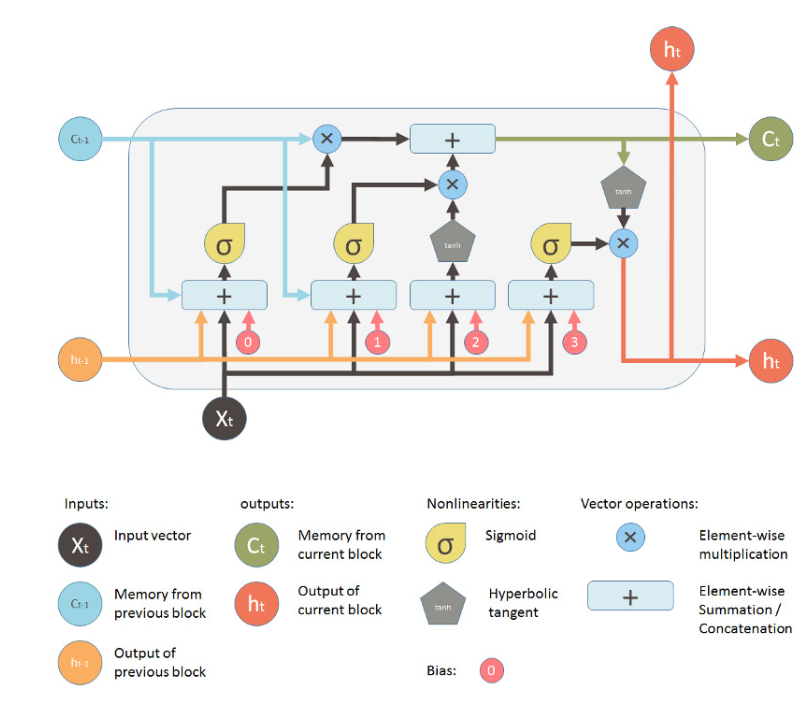 ht
Ct-1
×
+
Ct
tanh
×
σ
σ
tanh
σ
×
+
+
+
+
0
1
2
3
ht-1
ht
Xt
Inputs:
outputs:
Nonlinearities:
Vector operations:
Xt
Input vector
Ct
Memory from
current block
σ
Sigmoid
×
Element-wise
multiplication
Ct-1
Memory from
previous block
ht
Output of
current block
tanh
Hyperbolic
tangent
+
Element-wise
Summation /
Concatenation
ht-1
Output of
previous block
Bias:
0